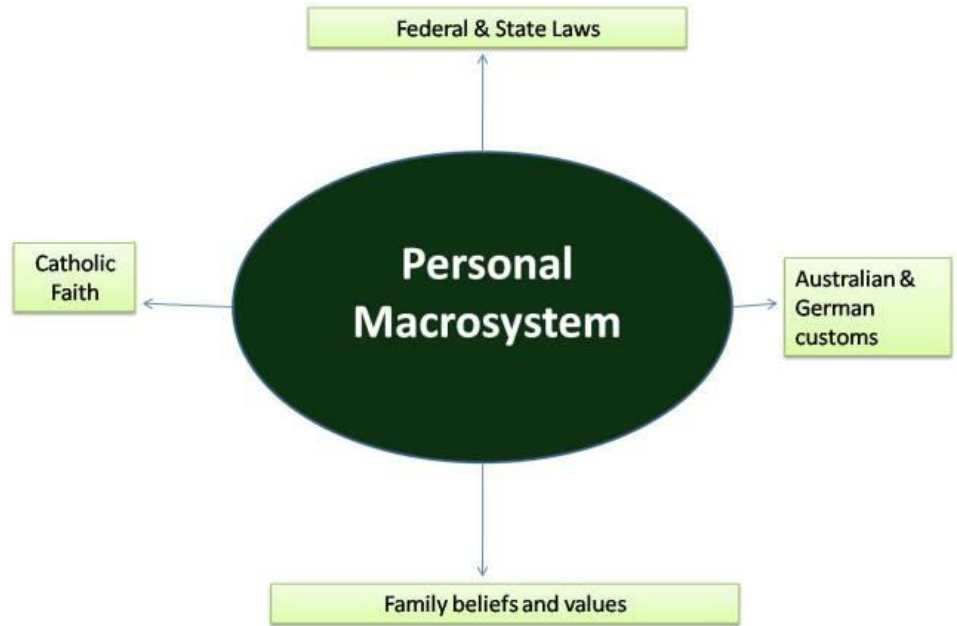 Federal & State Laws
Catholic
Faith
Personal
Macrosystem
Australian &
German
customs
Family beliefs and values